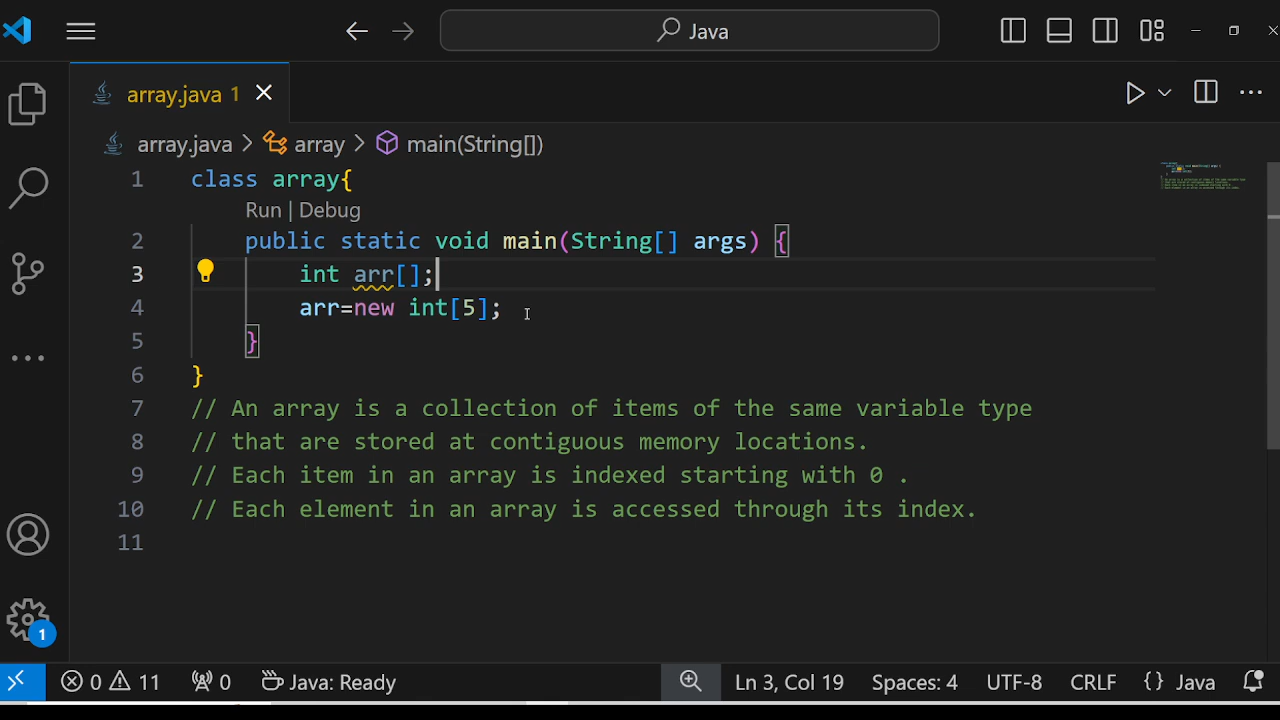 Java
array.java 1
array.java > array > main(String[])
1 class array{
Run | Debug
2 public static void main(String[] args) {
3 int arr[];
4 arr=new int[5];
5 }
6 }
7 // An array is a collection of items of the same variable type
8 // that are stored at contiguous memory locations.
9 // Each item in an array is indexed starting with 0 .
10 // Each element in an array is accessed through its index.
11
1
0 11 0 Java: Ready Ln 3, Col 19 Spaces: 4 UTF-8 CRLF {} Java